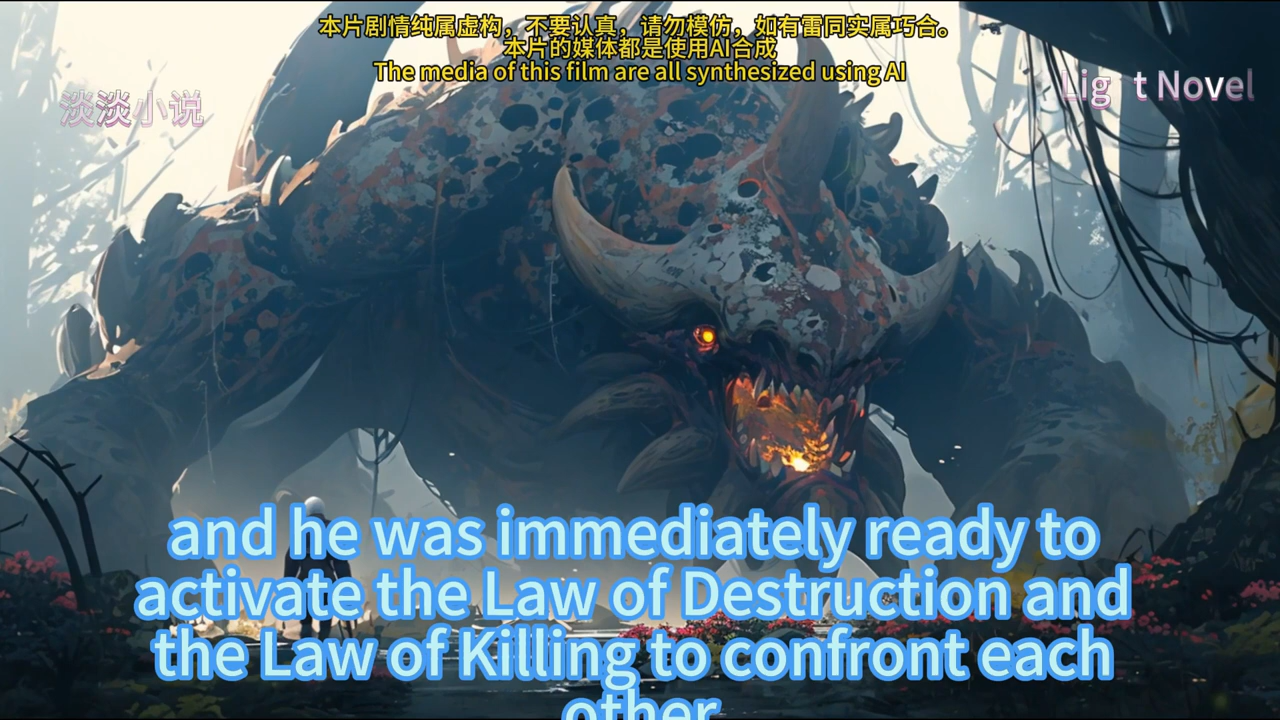 本片剧情纯属虚构，不要认真，请勿模仿，如有雷同实属巧合。
本片的媒体都是使用AI合成
The media of this film are all synthesized using AI
淡淡小说
Lig t Novel
and he was immediately ready to
activate the Law of Destruction and
the Law of Killing to confront each
other